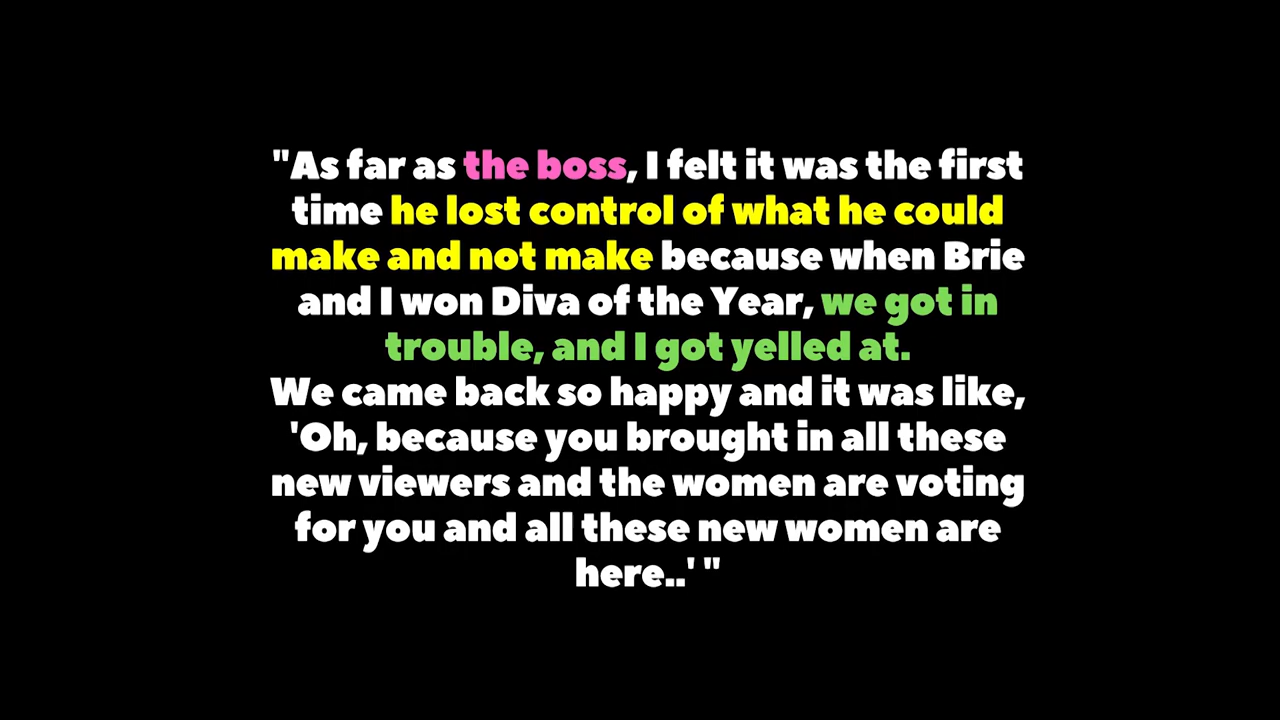 "As far as the boss, I felt it was the first
time he lost control of what he could
make and not make because when Brie
and I won Diva of the Year, we got in
trouble, and I got yelled at.
We came back so happy and it was like,
'Oh, because you brought in all these
new viewers and the women are voting
for you and all these new women are
here..' "